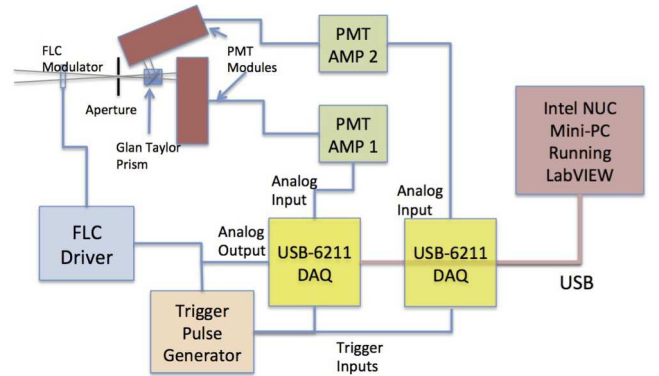 FLC
Modulator
Aperture
Glan Taylor
Prism
PMT
Modules
PMT
AMP 2
PMT
AMP 1
Intel NUC
Mini-PC
Running
LabVIEW
Analog
Input
Analog
Input
FLC
Driver
Analog
Output
USB-6211
DAQ
USB-6211
DAQ
USB
Trigger
Pulse
Generator
Trigger
Inputs